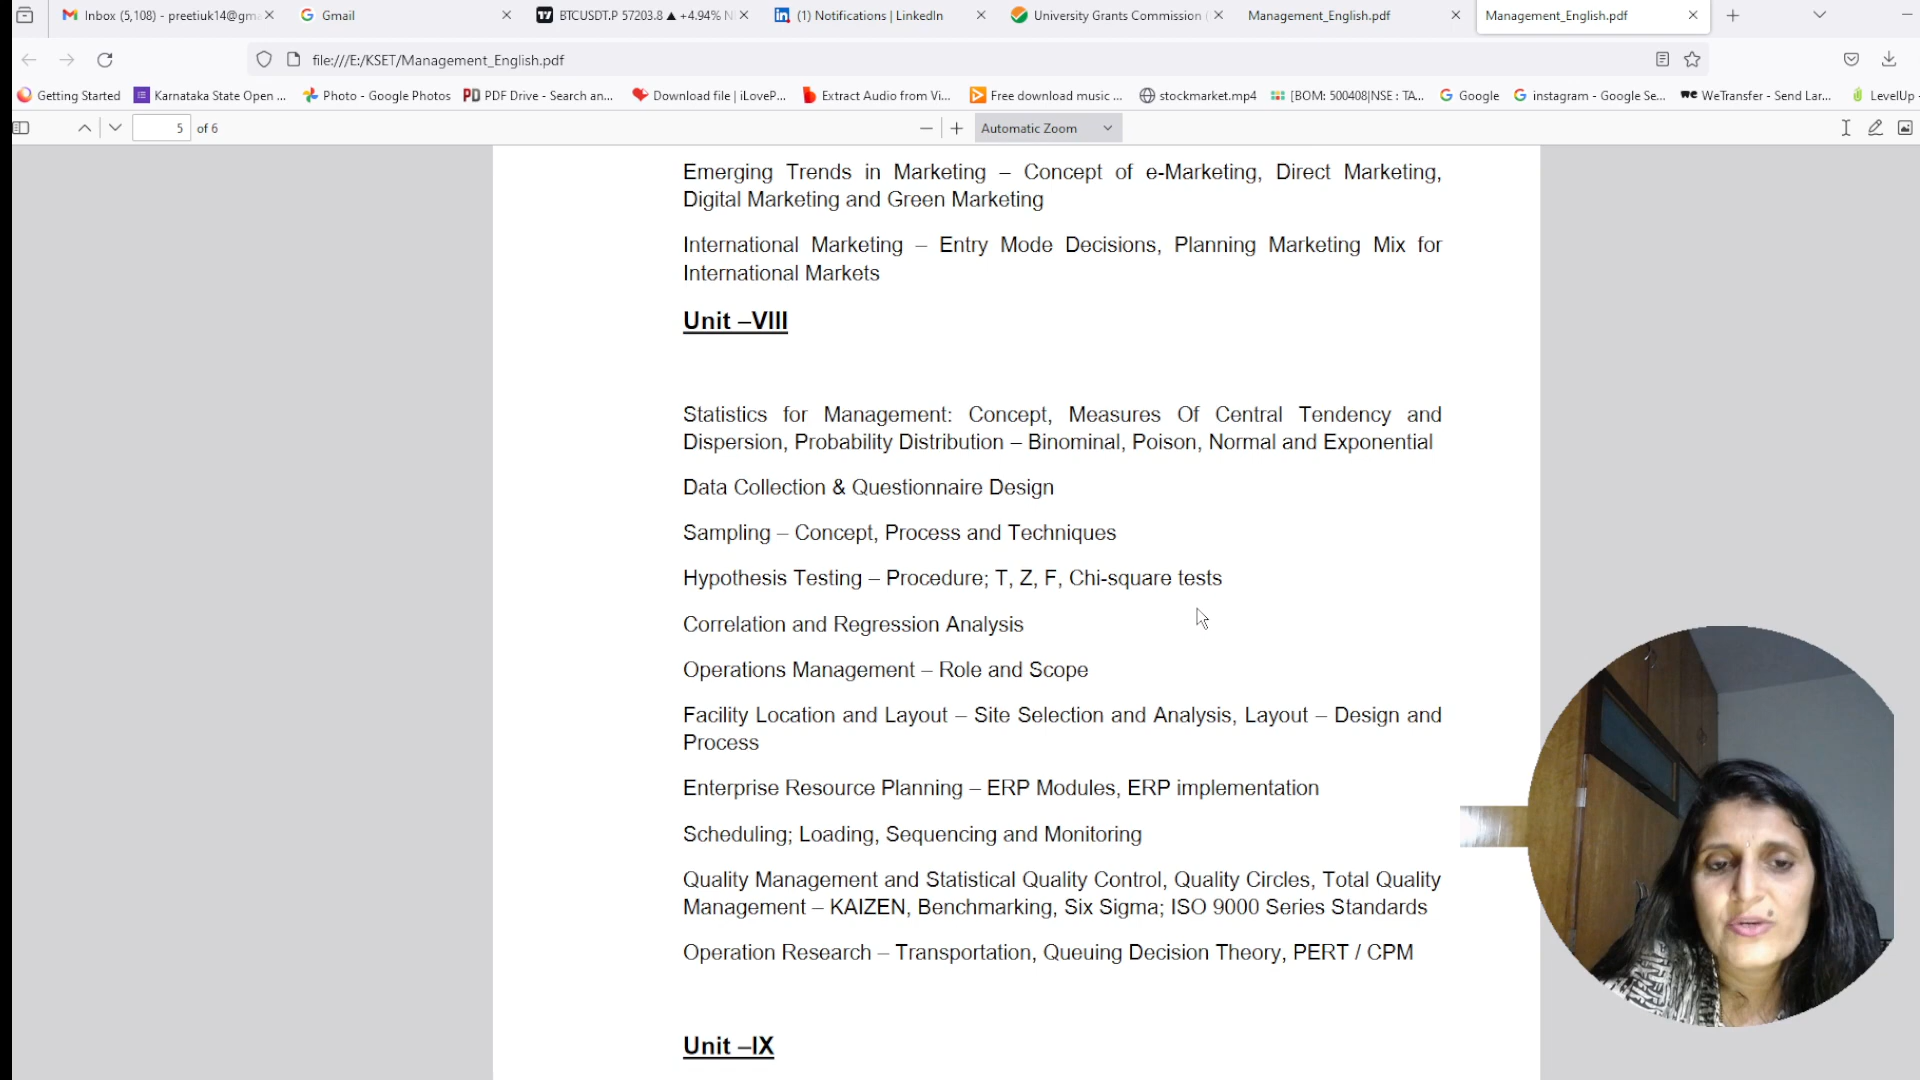 Inbox (5,108) - preetiuk14@gm
Gmail
BTCUSDT.P 57203.8 ▲ +4.94%
(1) Notifications | LinkedIn
University Grants Commission
Management_English.pdf
Management_English.pdf
file:///E:/KSET/Management_English.pdf
Getting Started
Karnataka State Open ...
Photo - Google Photos
PDF Drive - Search an...
Download file | iLoveP...
Extract Audio from Vi...
Free download music ...
stockmarket.mp4
[BOM: 500408|NSE : TA...
Google
instagram - Google Se...
WeTransfer - Send Lar...
LevelUp
5 of 6
Automatic Zoom
Emerging Trends in Marketing – Concept of e-Marketing, Direct Marketing,
Digital Marketing and Green Marketing
International Marketing – Entry Mode Decisions, Planning Marketing Mix for
International Markets
Unit –VIII
Statistics for Management: Concept, Measures Of Central Tendency and
Dispersion, Probability Distribution – Binominal, Poison, Normal and Exponential
Data Collection & Questionnaire Design
Sampling – Concept, Process and Techniques
Hypothesis Testing – Procedure; T, Z, F, Chi-square tests
Correlation and Regression Analysis
Operations Management – Role and Scope
Facility Location and Layout – Site Selection and Analysis, Layout – Design and
Process
Enterprise Resource Planning – ERP Modules, ERP implementation
Scheduling; Loading, Sequencing and Monitoring
Quality Management and Statistical Quality Control, Quality Circles, Total Quality
Management – KAIZEN, Benchmarking, Six Sigma; ISO 9000 Series Standards
Operation Research – Transportation, Queuing Decision Theory, PERT / CPM
Unit –IX